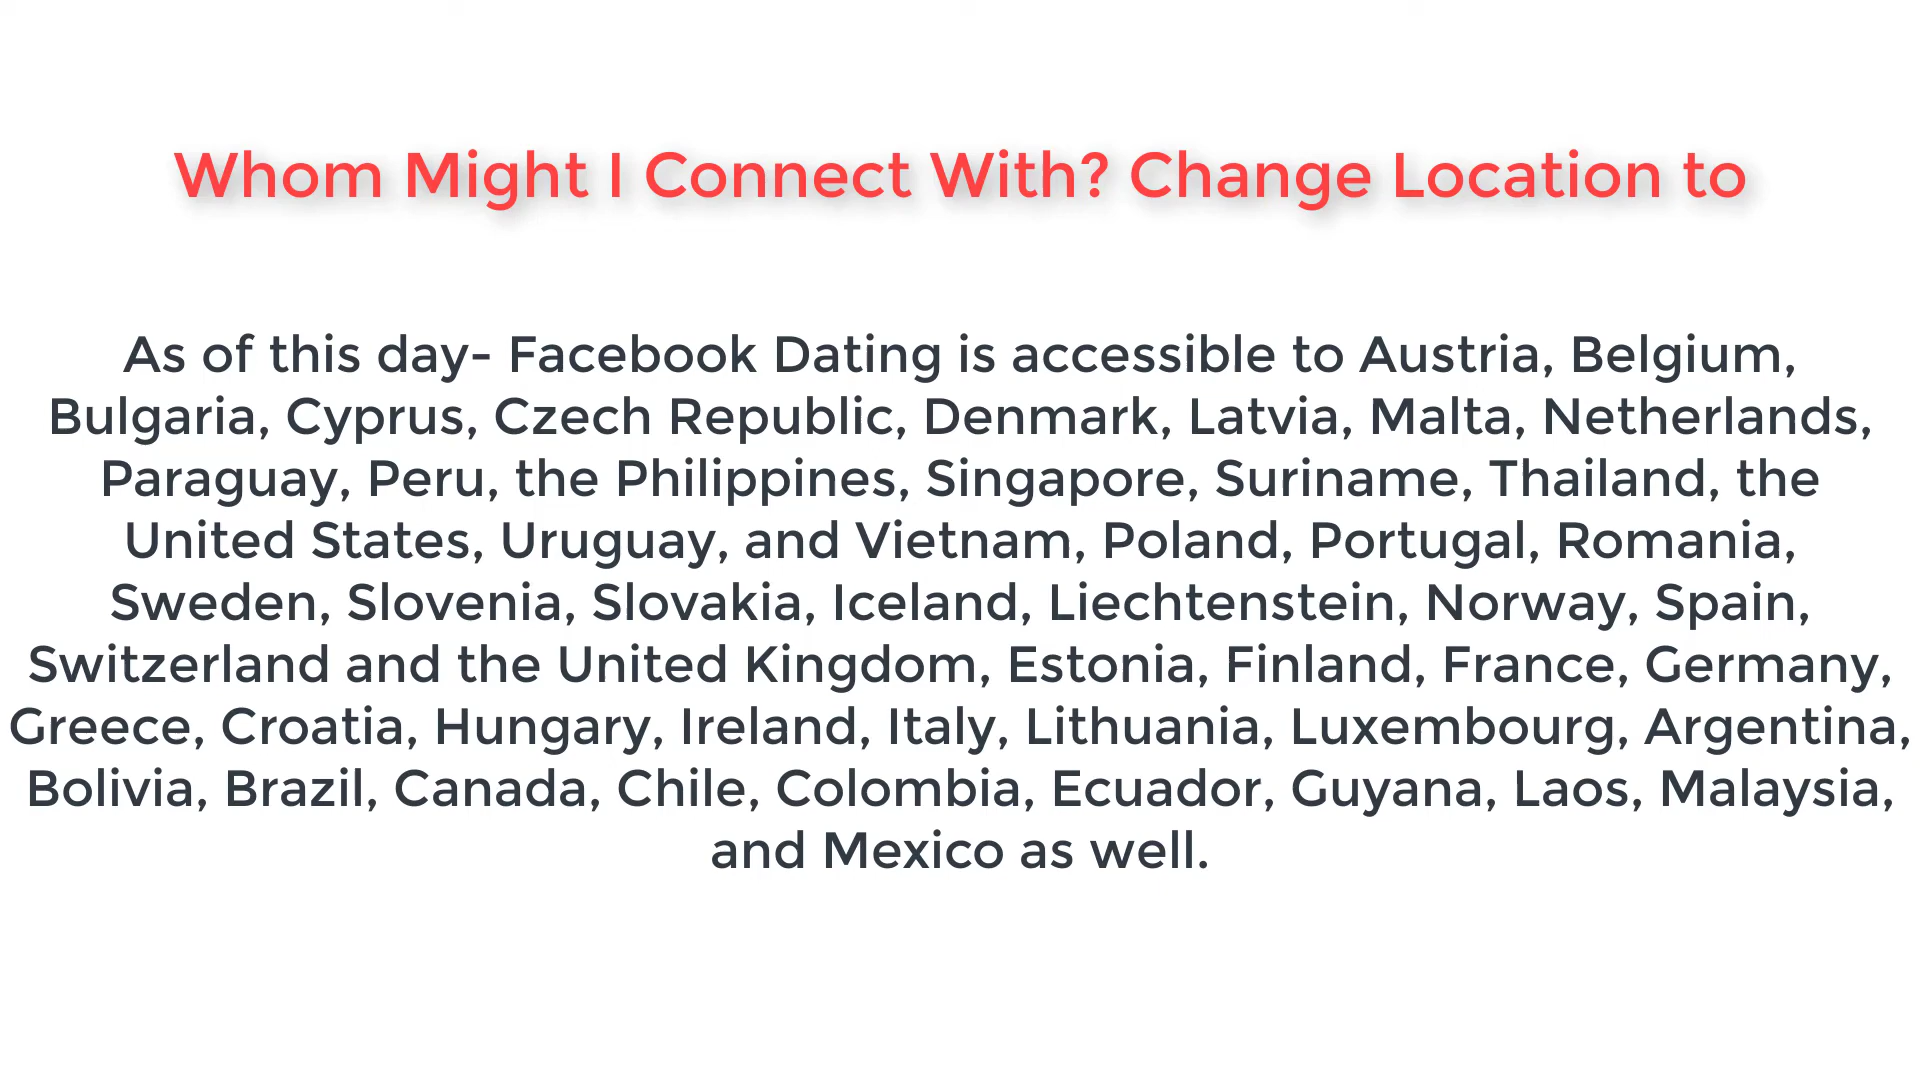 Whom Might I Connect With? Change Location to
As of this day- Facebook Dating is accessible to Austria, Belgium,
Bulgaria, Cyprus, Czech Republic, Denmark, Latvia, Malta, Netherlands,
Paraguay, Peru, the Philippines, Singapore, Suriname, Thailand, the
United States, Uruguay, and Vietnam, Poland, Portugal, Romania,
Sweden, Slovenia, Slovakia, Iceland, Liechtenstein, Norway, Spain,
Switzerland and the United Kingdom, Estonia, Finland, France, Germany,
Greece, Croatia, Hungary, Ireland, Italy, Lithuania, Luxembourg, Argentina,
Bolivia, Brazil, Canada, Chile, Colombia, Ecuador, Guyana, Laos, Malaysia,
and Mexico as well.